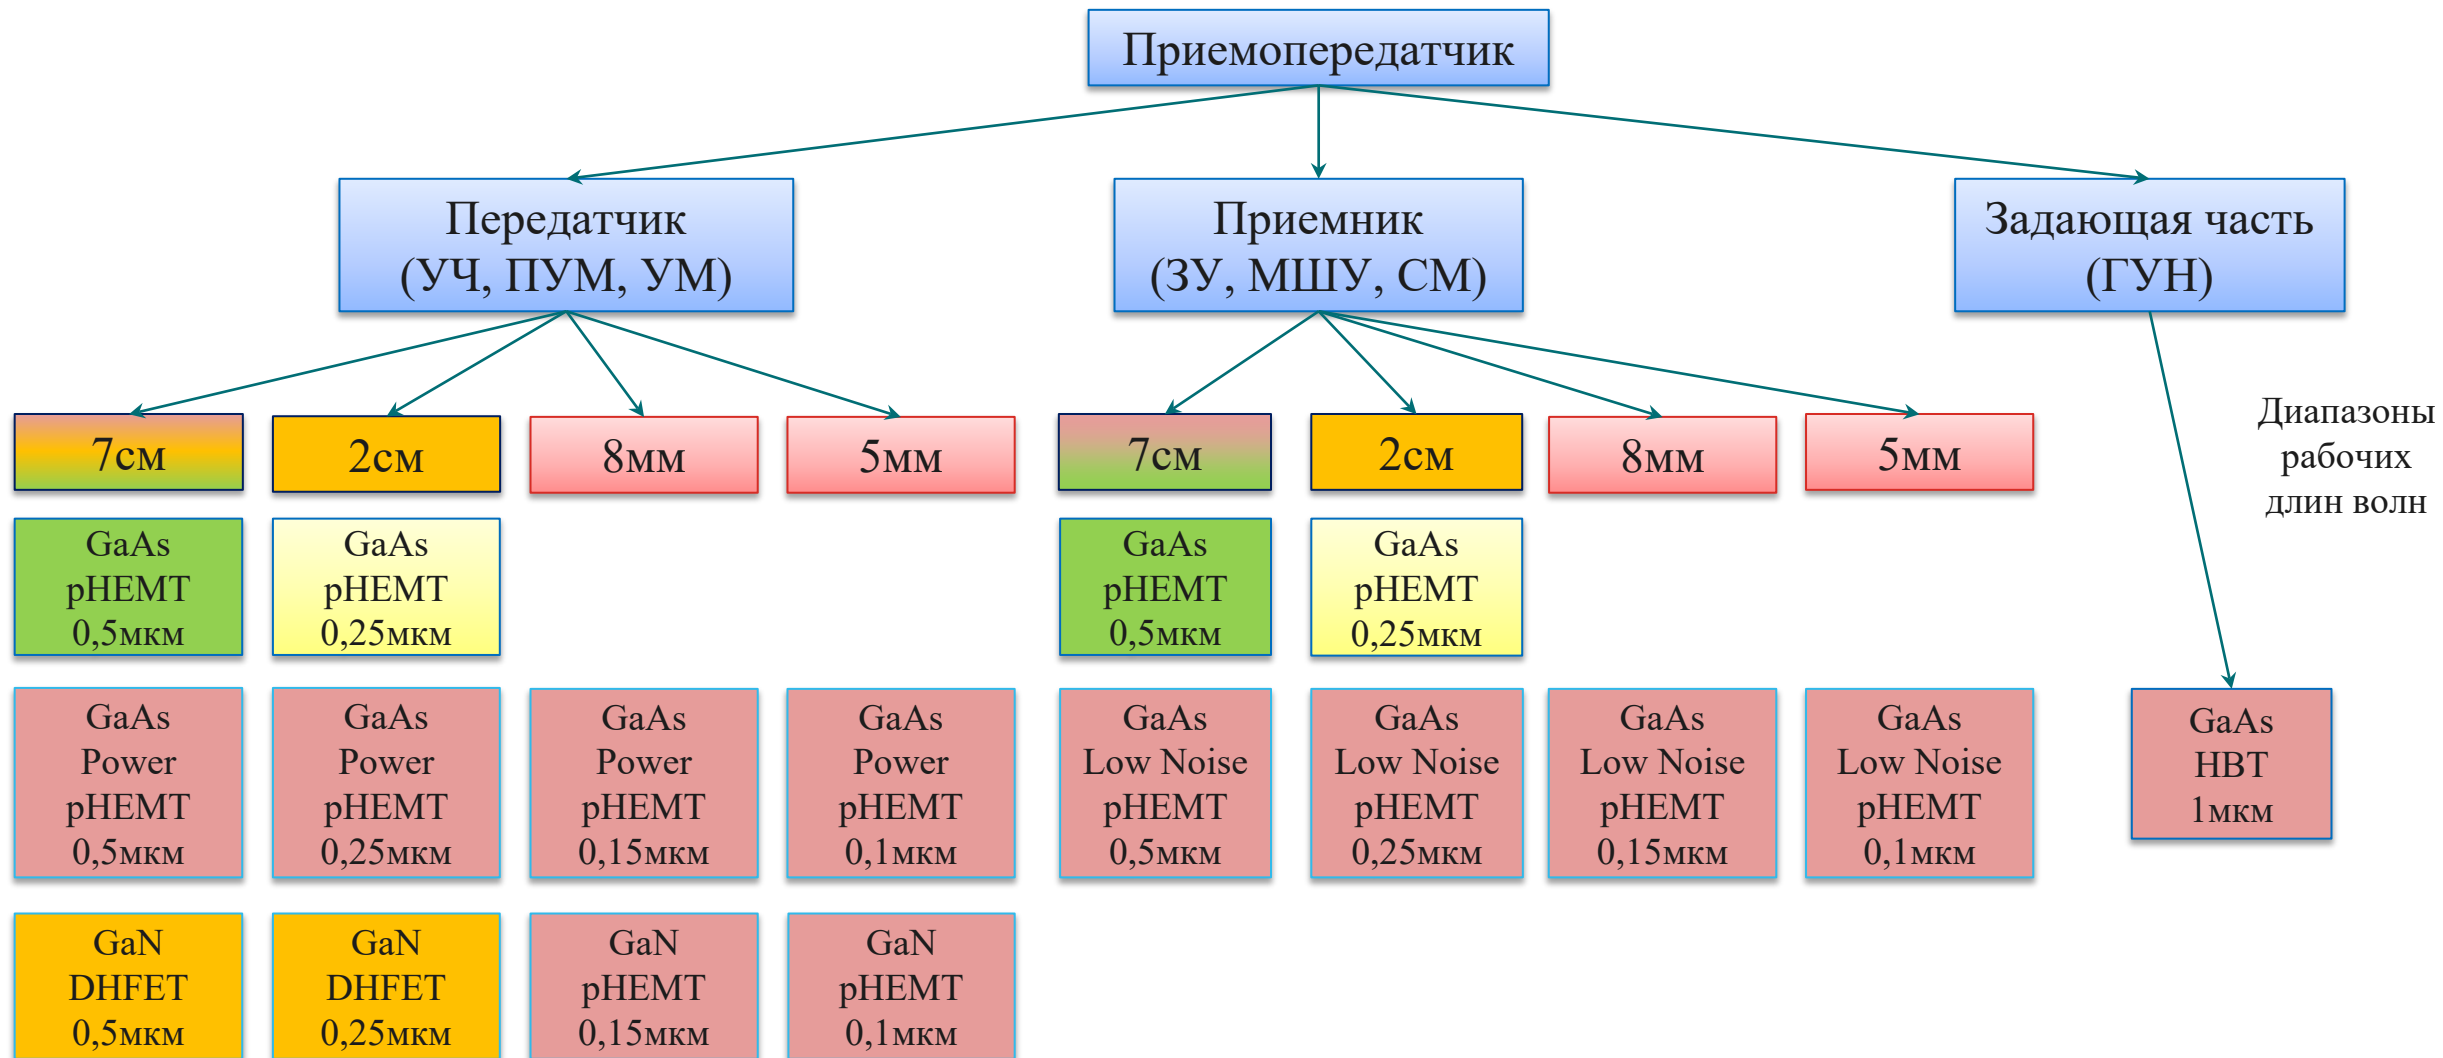 Приемопередатчик
Передатчик
(УЧ, ПУМ, УМ)
Приемник
(ЗУ, МШУ, СМ)
Задающая часть
(ГУН)
7см
2см
8мм
5мм
7см
2см
8мм
5мм
Диапазоны
рабочих
длин волн
GaAs
pHEMT
0,5мкм
GaAs
pHEMT
0,25мкм
GaAs
pHEMT
0,5мкм
GaAs
pHEMT
0,25мкм
GaAs
Power
pHEMT
0,5мкм
GaAs
Power
pHEMT
0,25мкм
GaAs
Power
pHEMT
0,15мкм
GaAs
Power
pHEMT
0,1мкм
GaAs
Low Noise
pHEMT
0,5мкм
GaAs
Low Noise
pHEMT
0,25мкм
GaAs
Low Noise
pHEMT
0,15мкм
GaAs
Low Noise
pHEMT
0,1мкм
GaAs
HBT
1мкм
GaN
DHFET
0,5мкм
GaN
DHFET
0,25мкм
GaN
pHEMT
0,15мкм
GaN
pHEMT
0,1мкм